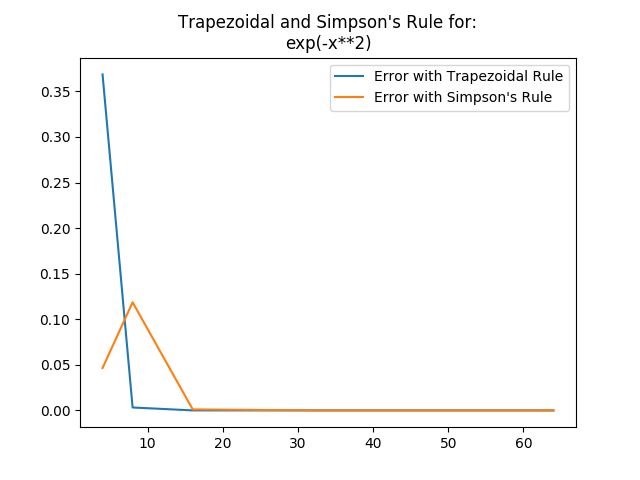 Trapezoidal and Simpson's Rule for:
exp(-x**2)
Error with Trapezoidal Rule
Error with Simpson's Rule
0.35
0.30
0.25
0.20
0.15
0.10
0.05
0.00
10 20 30 40 50 60